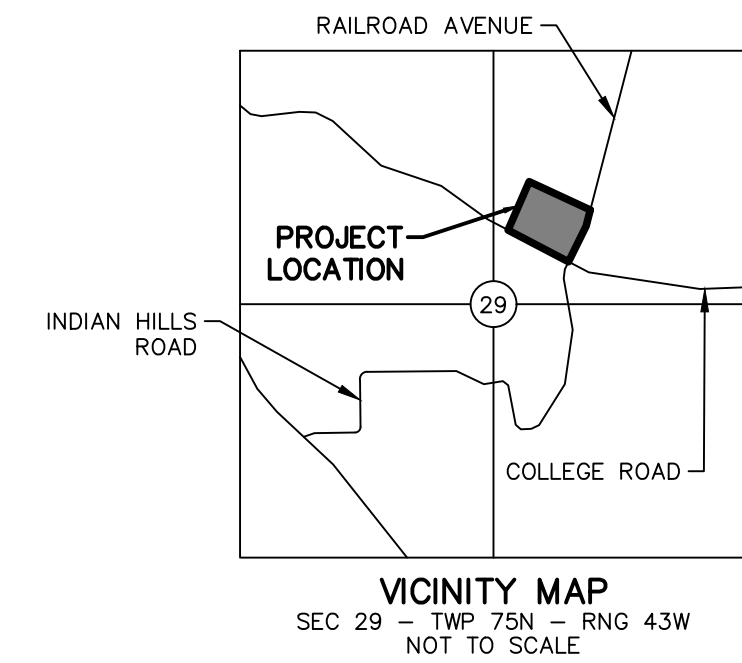 RAILROAD AVENUE
PROJECT
LOCATION
29
INDIAN HILLS
ROAD
COLLEGE ROAD
VICINITY MAP
SEC 29 – TWP 75N – RNG 43W
NOT TO SCALE